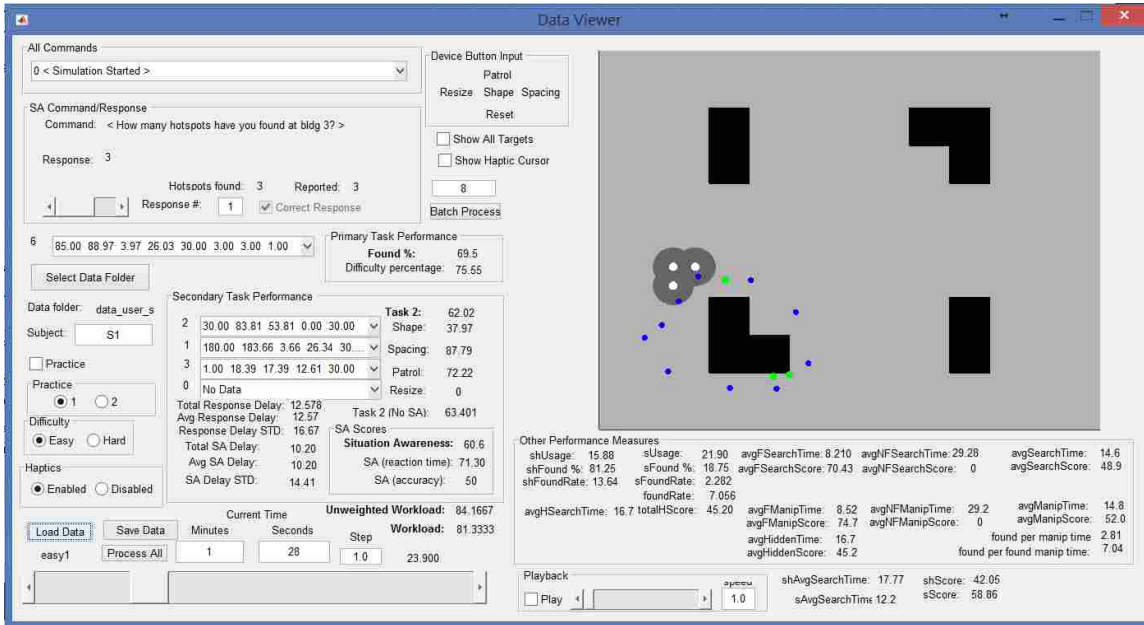 Data Viewer
All Commands
0 < Simulation Started >
SA Command/Response
Command: < How many hotspots have you found at bldg 3? >
Response: 3
Hotspots found: 3 Reported: 3
Response #: 1 Correct Response
Device Button Input
Patrol
Resize Shape Spacing
Reset
Show All Targets
Show Haptic Cursor
8
Batch Process
6 85.00 88.97 3.97 26.03 30.00 3.00 3.00 1.00
Select Data Folder
Primary Task Performance
Found %: 69.5
Difficulty percentage: 75.55
Data folder: data_user_s
Subject: S1
Practice
Practice
1 2
Difficulty
Easy Hard
Haptics
Enabled Disabled
Secondary Task Performance
Task 2: 62.02
2 30.00 83.81 53.81 0.00 30.00 Shape: 37.97
1 180.00 183.66 3.66 26.34 30.... Spacing: 87.79
3 1.00 18.39 17.39 12.61 30.00 Patrol: 72.22
0 No Data Resize: 0
Total Response Delay: 12.578
Avg Response Delay: 12.57
Response Delay STD: 16.67
Total SA Delay: 10.20
Avg SA Delay: 10.20
SA Delay STD: 14.41
Task 2 (No SA): 63.401
SA Scores
Situation Awareness: 60.6
SA (reaction time): 71.30
SA (accuracy): 50
Unweighted Workload: 84.1667
Workload: 81.3333
Load Data Save Data
easy1 Process All
Current Time
Minutes Seconds Step
1 28 1.0 23.900
Other Performance Measures
shUsage: 15.88 sUsage: 21.90 avgFSearchTime: 8.210 avgNFSearchTime: 29.28 avgSearchTime: 14.6
shFound %: 81.25 sFound %: 18.75 avgFSearchScore: 70.43 avgNFSearchScore: 0 avgSearchScore: 48.9
shFoundRate: 13.64 sFoundRate: 2.282
foundRate: 7.056
avgHSearchTime: 16.7 totalHScore: 45.20 avgFManipTime: 8.52 avgNFManipTime: 29.2 avgManipTime: 14.8
avgFManipScore: 74.7 avgNFManipScore: 0 avgManipScore: 52.0
avgHiddenTime: 16.7 found per manip time 2.81
avgHiddenScore: 45.2 found per found manip time: 7.04
Playback
Play speed 1.0
shAvgSearchTime: 17.77 shScore: 42.05
sAvgSearchTime 12.2 sScore: 58.86